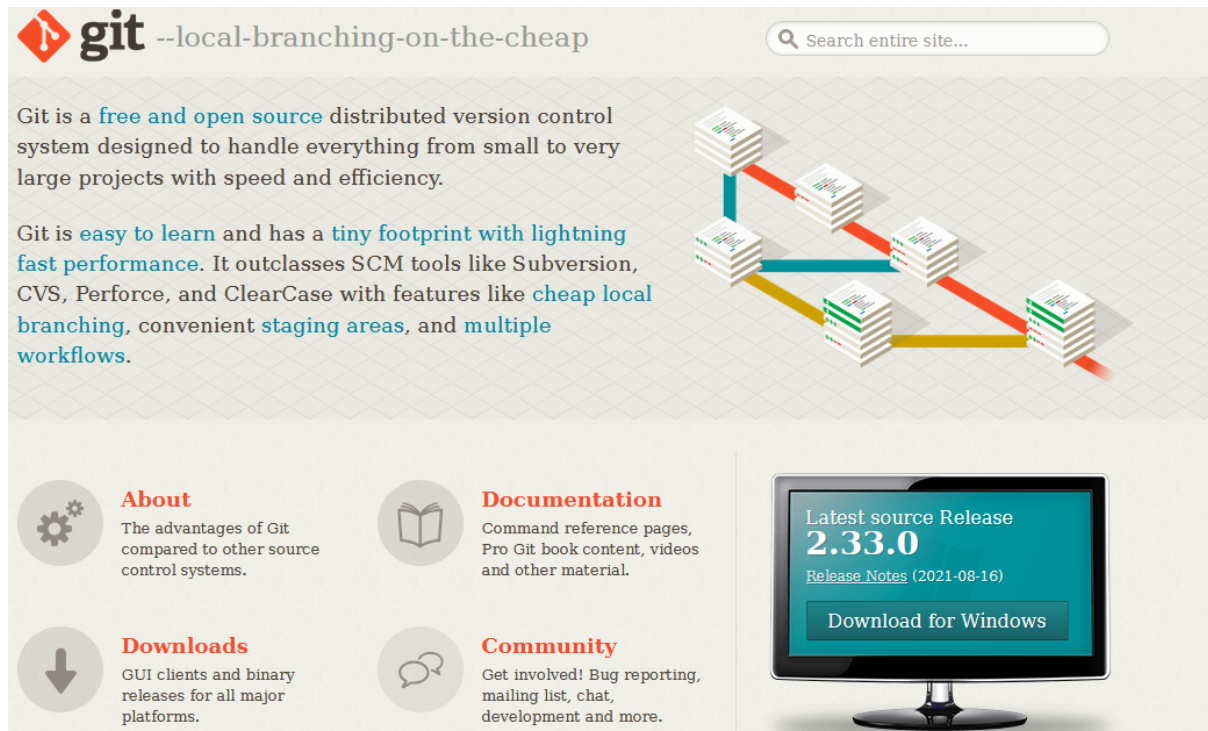 git --local-branching-on-the-cheap
Search entire site...
Git is a free and open source distributed version control
system designed to handle everything from small to very
large projects with speed and efficiency.
Git is easy to learn and has a tiny footprint with lightning
fast performance. It outclasses SCM tools like Subversion,
CVS, Perforce, and ClearCase with features like cheap local
branching, convenient staging areas, and multiple
workflows.
About
The advantages of Git
compared to other source
control systems.
Documentation
Command reference pages,
Pro Git book content, videos
and other material.
Downloads
GUI clients and binary
releases for all major
platforms.
Community
Get involved! Bug reporting,
mailing list, chat,
development and more.
Latest source Release
2.33.0
Release Notes (2021-08-16)
Download for Windows